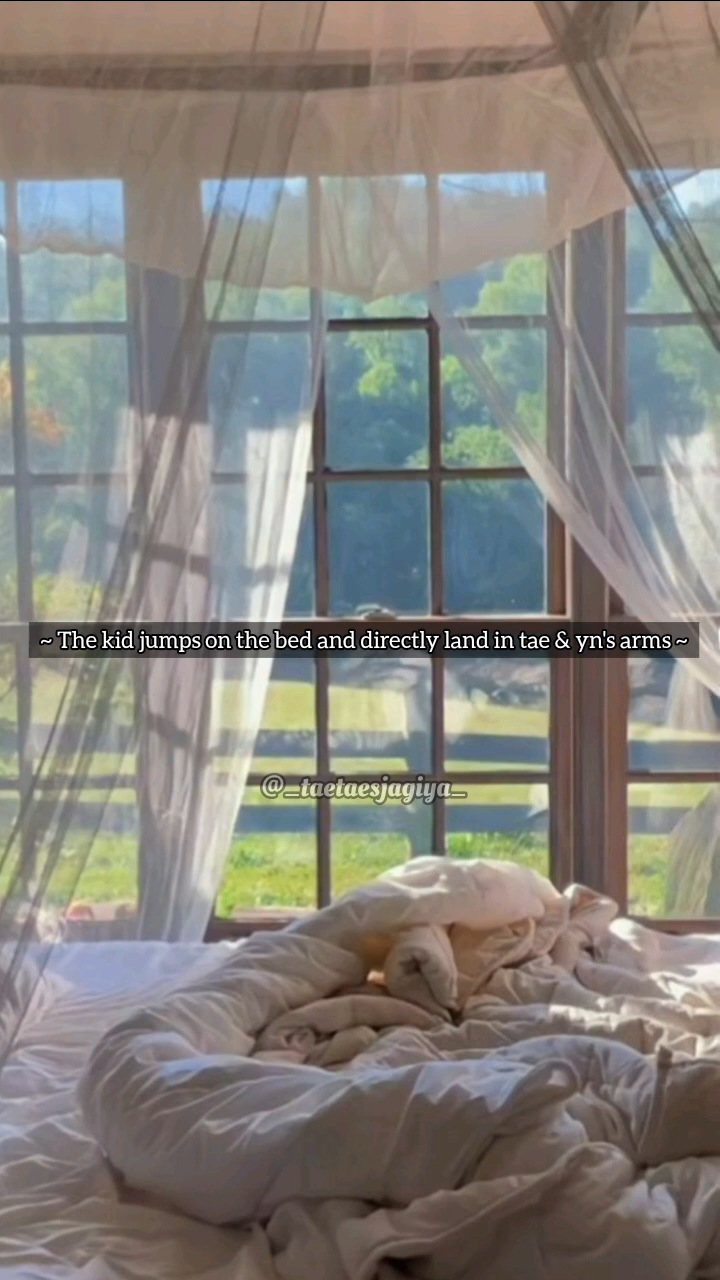 ~ The kid jumps on the bed and directly land in tae & yn's arms ~
@_taetaesjagiya_